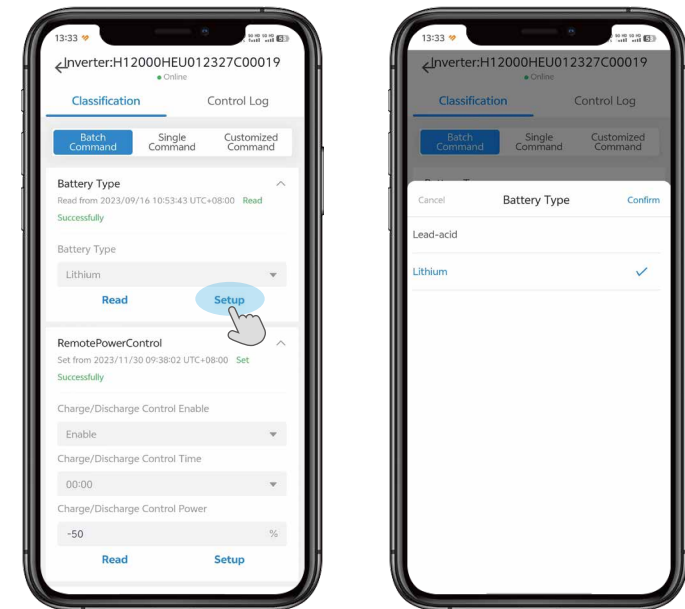 13:33
Inverter:H12000HEU012327C00019
Online
Classification Control Log
Batch Command Single Command Customized Command
Battery Type
Read from 2023/09/16 10:53:43 UTC+08:00 Read
Successfully
Battery Type
Lithium
Read Setup
RemotePowerControl
Set from 2023/11/30 09:38:02 UTC+08:00 Set
Successfully
Charge/Discharge Control Enable
Enable
Charge/Discharge Control Time
00:00
Charge/Discharge Control Power
-50 %
Read Setup
13:33
Inverter:H12000HEU012327C00019
Online
Classification Control Log
Batch Command Single Command Customized Command
Cancel Battery Type Confirm
Lead-acid
Lithium